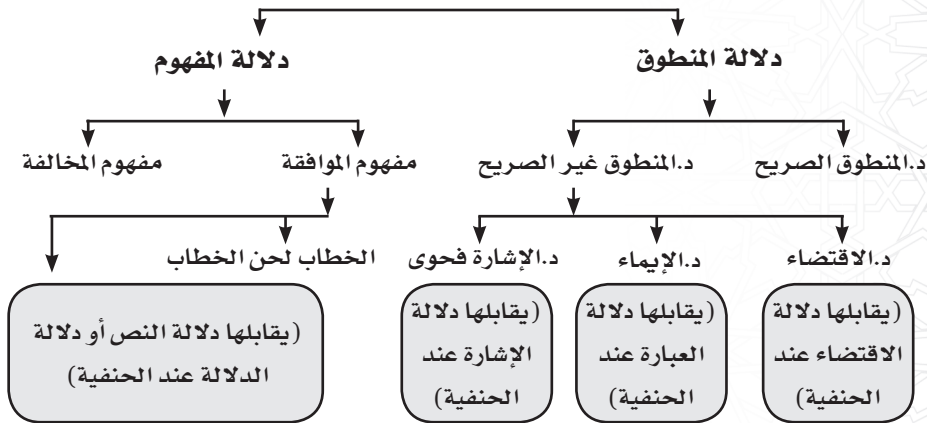 دلالة المنطوق
دلالة المفهوم
د.المنطوق الصريح
د.المنطوق غير الصريح
مفهوم الموافقة
مفهوم المخالفة
د.الاقتضاء
د.الإيماء
د.الإشارة فحوى
الخطاب لحن الخطاب
(يقابلها دلالة
الاقتضاء عند
الحنفية)
(يقابلها دلالة
العبارة عند
الحنفية)
(يقابلها دلالة
الإشارة عند
الحنفية)
(يقابلها دلالة النص أو دلالة
الدلالة عند الحنفية)